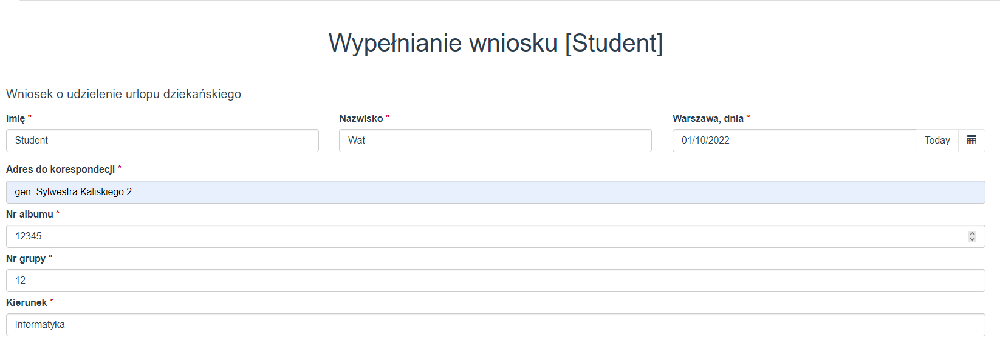 Wypełnianie wniosku [Student]
Wniosek o udzielenie urlopu dziekańskiego
Imię * Nazwisko * Warszawa, dnia *
Student Wat 01/10/2022 Today
Adres do korespondecji *
gen. Sylwestra Kaliskiego 2
Nr albumu *
12345
Nr grupy *
12
Kierunek *
Informatyka